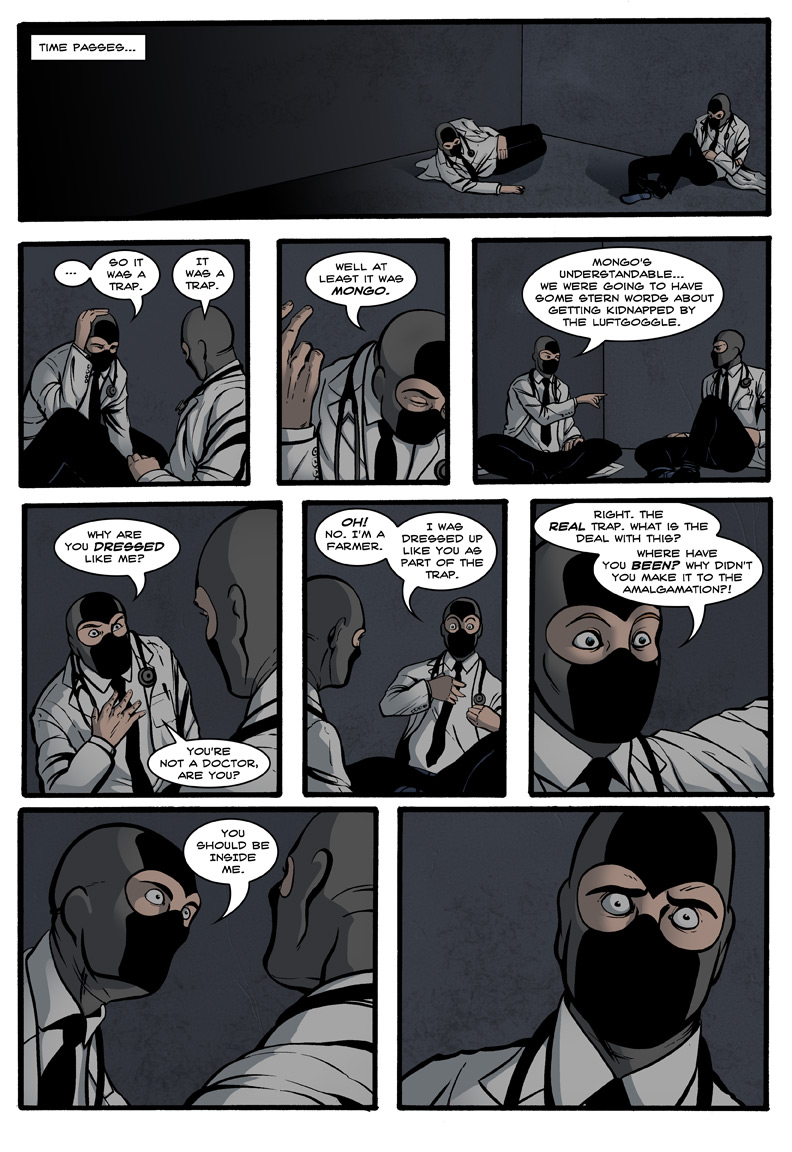 TIME PASSES...
...
SO IT
WAS A
TRAP.
IT
WAS A
TRAP.
WELL AT
LEAST IT WAS
MONGO.
MONGO'S
UNDERSTANDABLE...
WE WERE GOING TO HAVE
SOME STERN WORDS ABOUT
GETTING KIDNAPPED BY
THE LUFTGOGGLE.
WHY ARE
YOU DRESSED
LIKE ME?
YOU'RE
NOT A DOCTOR,
ARE YOU?
OH!
NO. I'M A
FARMER.
I WAS
DRESSED UP
LIKE YOU AS
PART OF THE
TRAP.
RIGHT. THE
REAL TRAP. WHAT IS THE
DEAL WITH THIS?
WHERE HAVE
YOU BEEN? WHY DIDN'T
YOU MAKE IT TO THE
AMALGAMATION?!
YOU
SHOULD BE
INSIDE
ME.